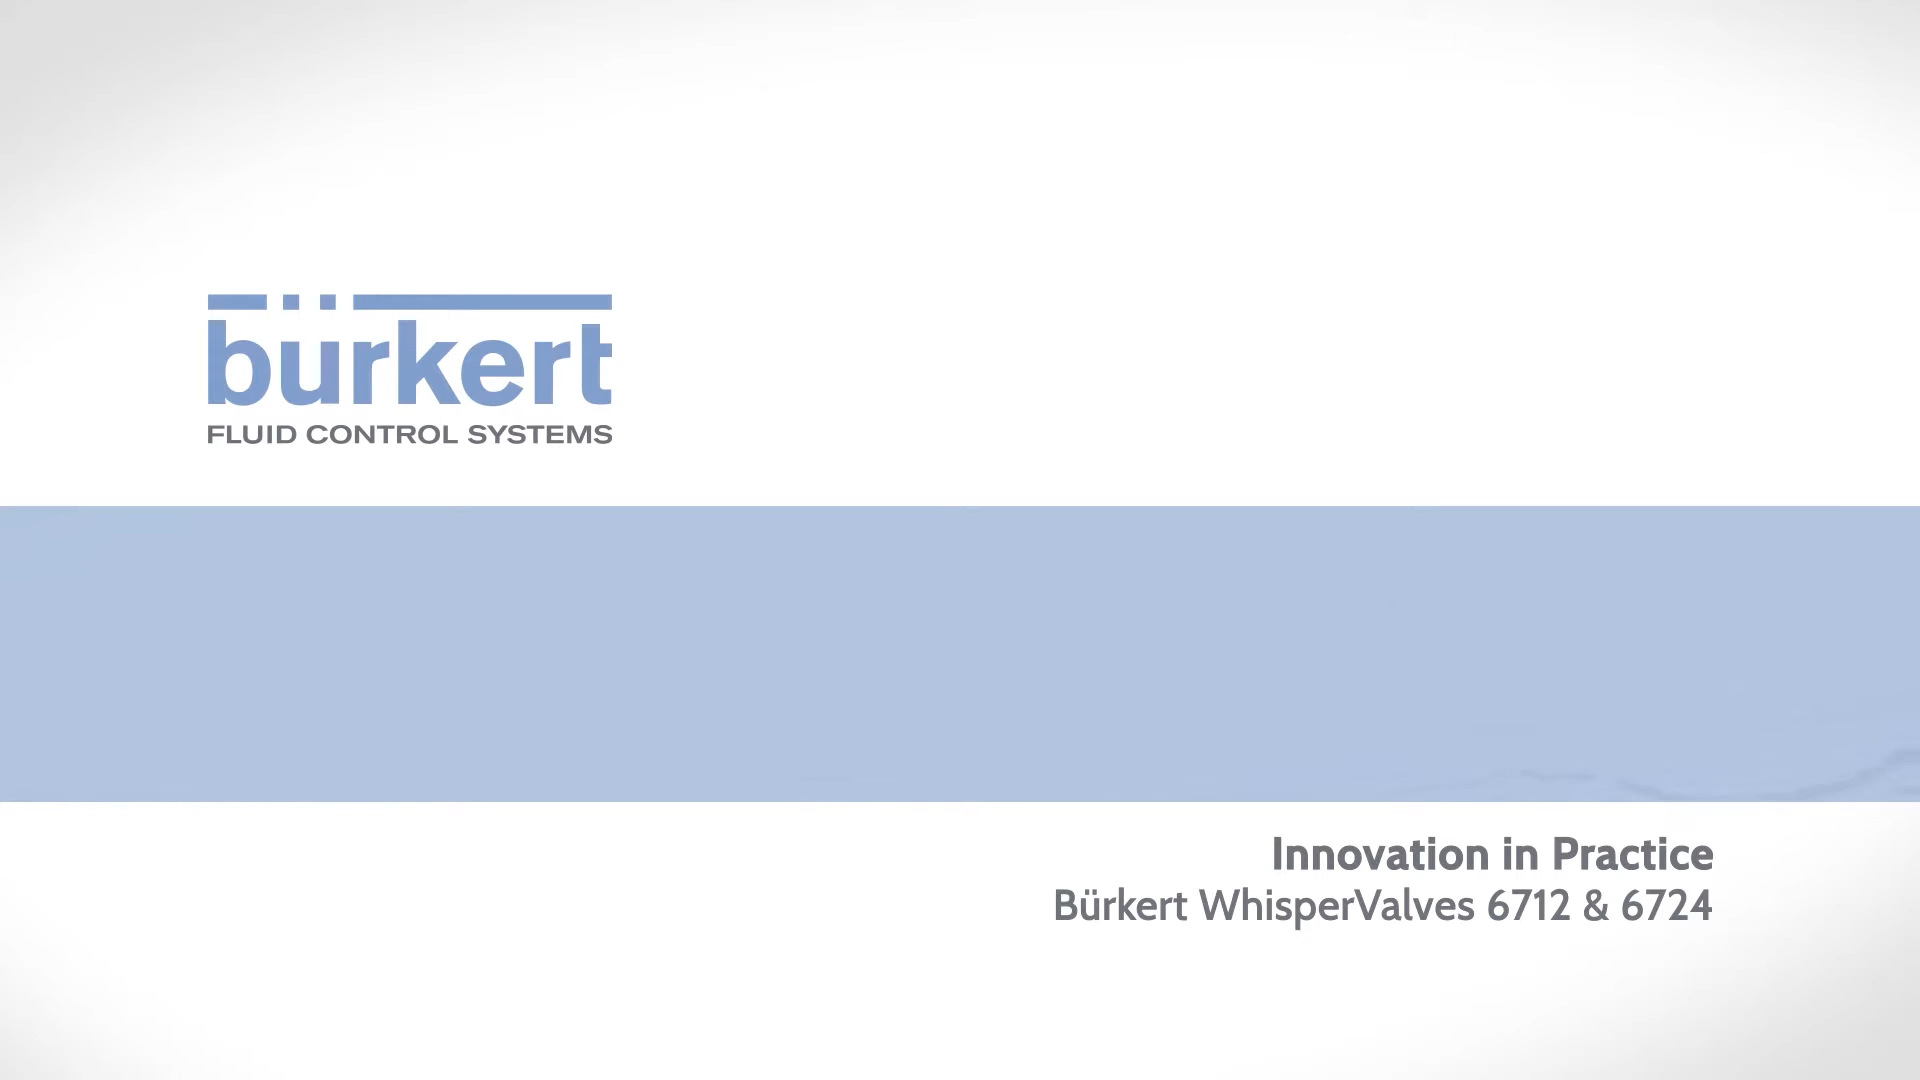 bürkert
FLUID CONTROL SYSTEMS
Innovation in Practice
Bürkert WhisperValves 6712 & 6724